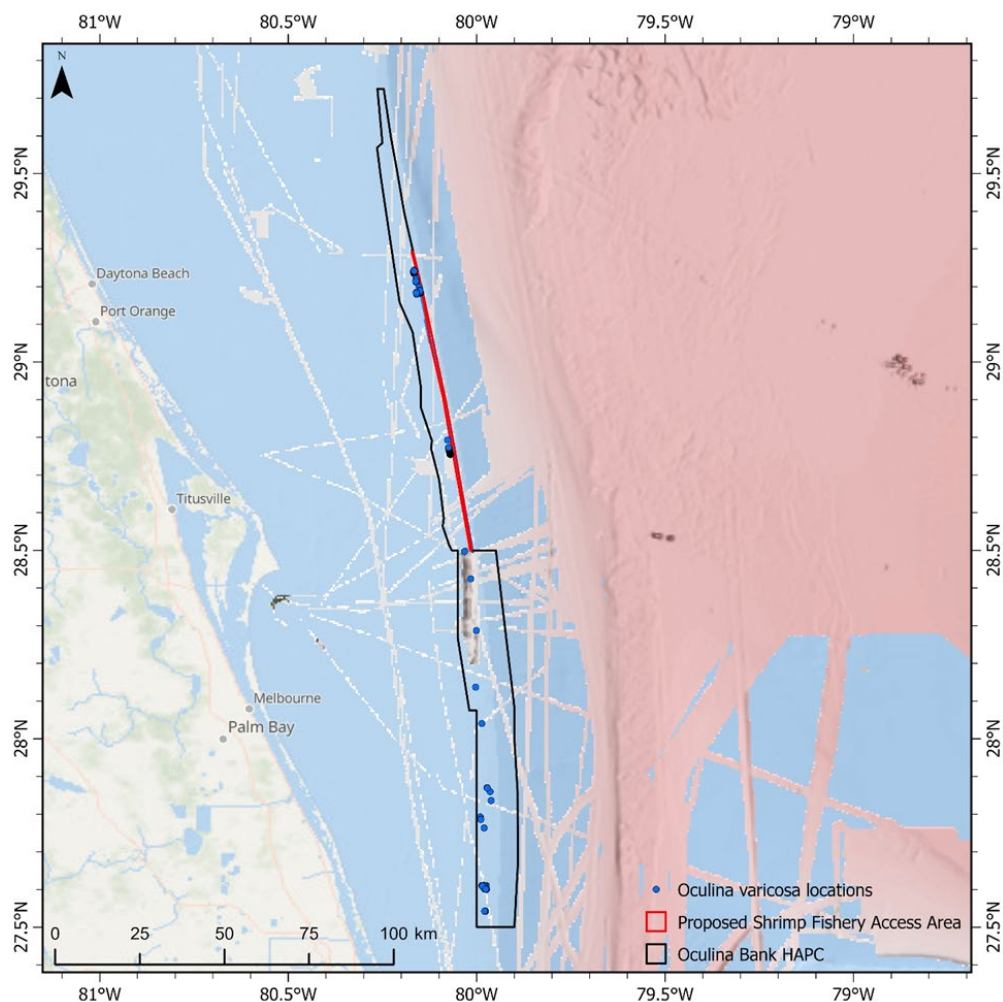 81°W 80.5°W 80°W 79.5°W 79°W
N
29.5°N 29.5°N
Daytona Beach
Port Orange
29°N 29°N
tona
Titusville
28.5°N 28.5°N
Melbourne
Palm Bay
28°N 28°N
Oculina varicosa locations
Proposed Shrimp Fishery Access Area
Oculina Bank HAPC
27.5°N 27.5°N
0 25 50 75 100 km
81°W 80.5°W 80°W 79.5°W 79°W